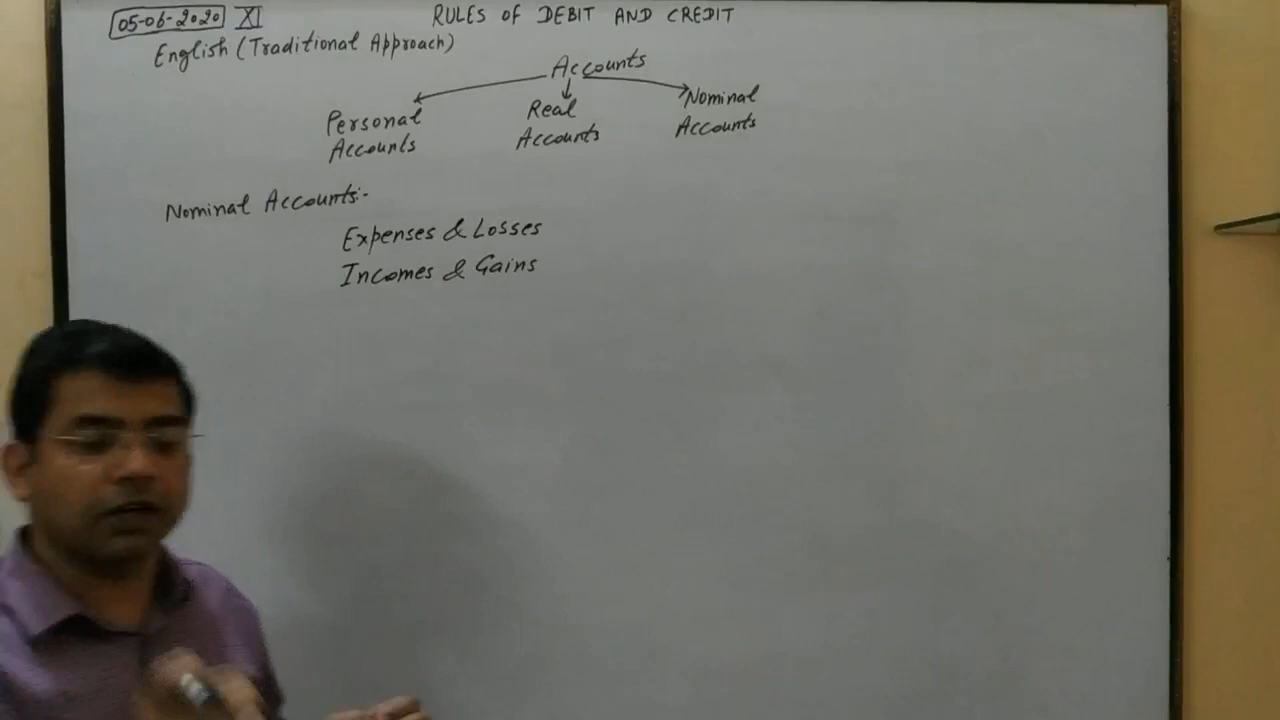 05-06-2020 XI RULES OF DEBIT AND CREDIT
English (Traditional Approach)
Accounts
Personal Accounts
Real Accounts
Nominal Accounts
Nominal Accounts:-
Expenses & Losses
Incomes & Gains